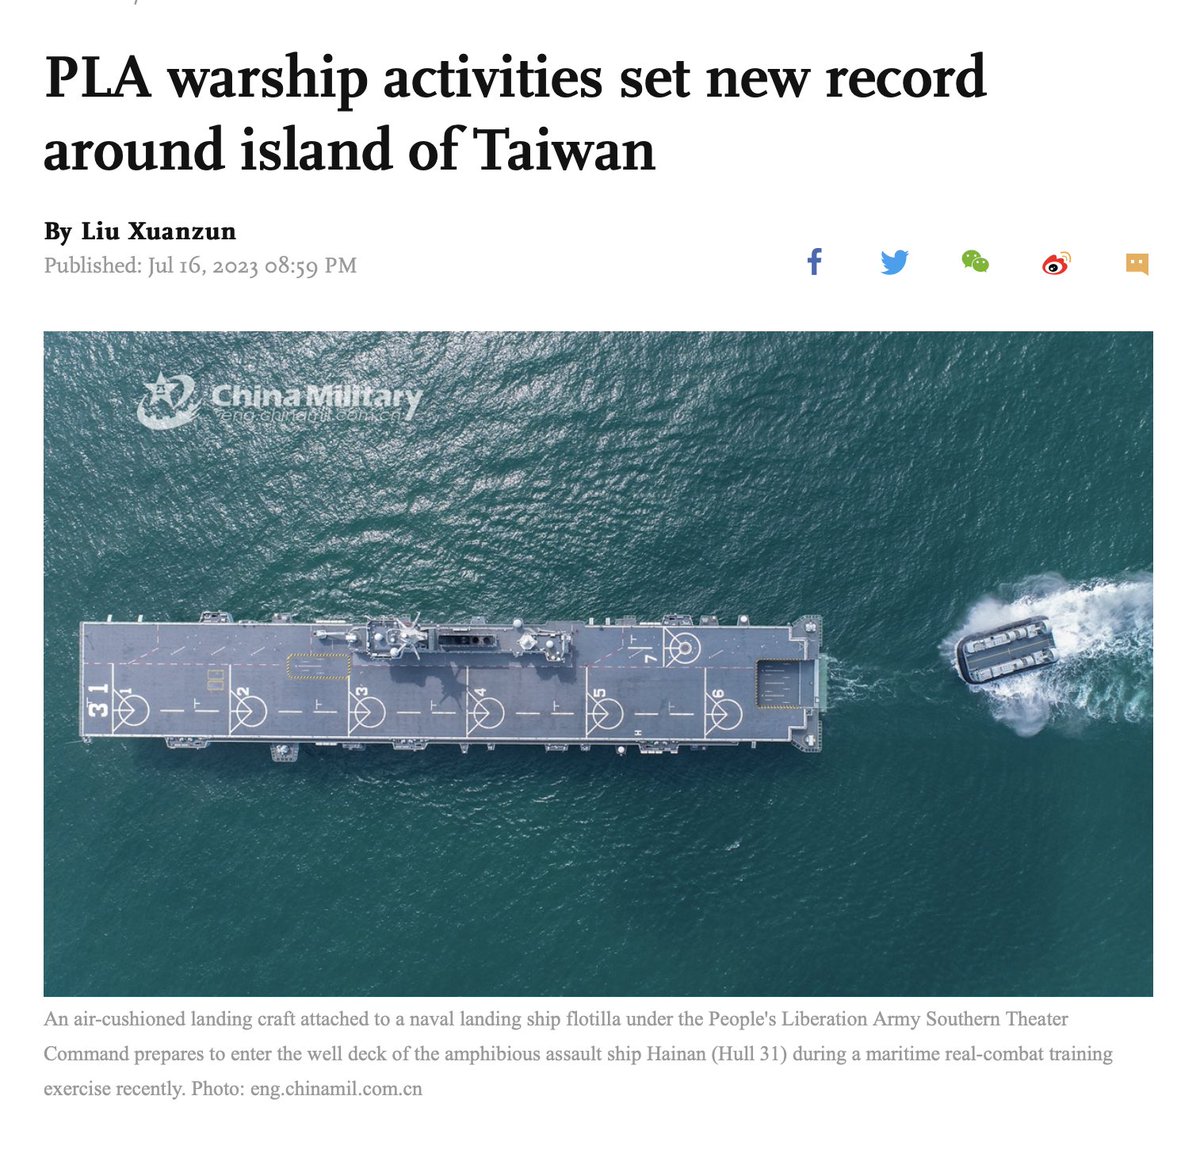 PLA warship activities set new record
around island of Taiwan
By Liu Xuanzun
Published: Jul 16, 2023 08:59 PM
ChinaMilitary
eng.chinamil.com.cn
7
31
1
2
3
4
5
6
H
An air-cushioned landing craft attached to a naval landing ship flotilla under the People's Liberation Army Southern Theater
Command prepares to enter the well deck of the amphibious assault ship Hainan (Hull 31) during a maritime real-combat training
exercise recently. Photo: eng.chinamil.com.cn